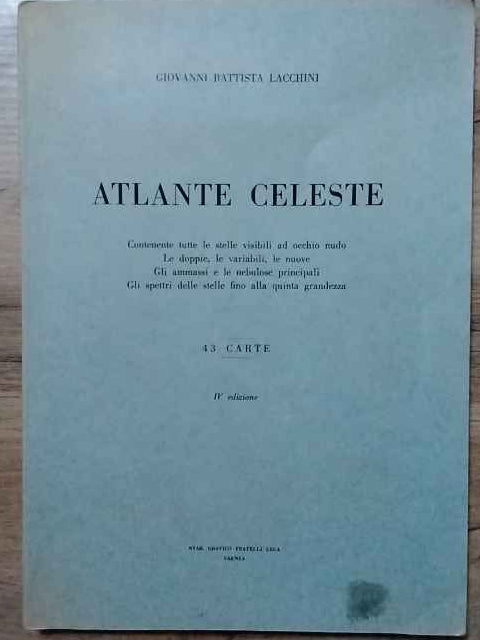 GIOVANNI BATTISTA LACCHINI
ATLANTE CELESTE
Contenente tutte le stelle visibili ad occhio nudo
Le doppie, le variabili, le nuove
Gli ammassi e le nebulose principali
Gli spettri delle stelle fino alla quinta grandezza
43 CARTE
IV edizione
STAB. GRAFICO FRATELLI LEGA
FAENZA